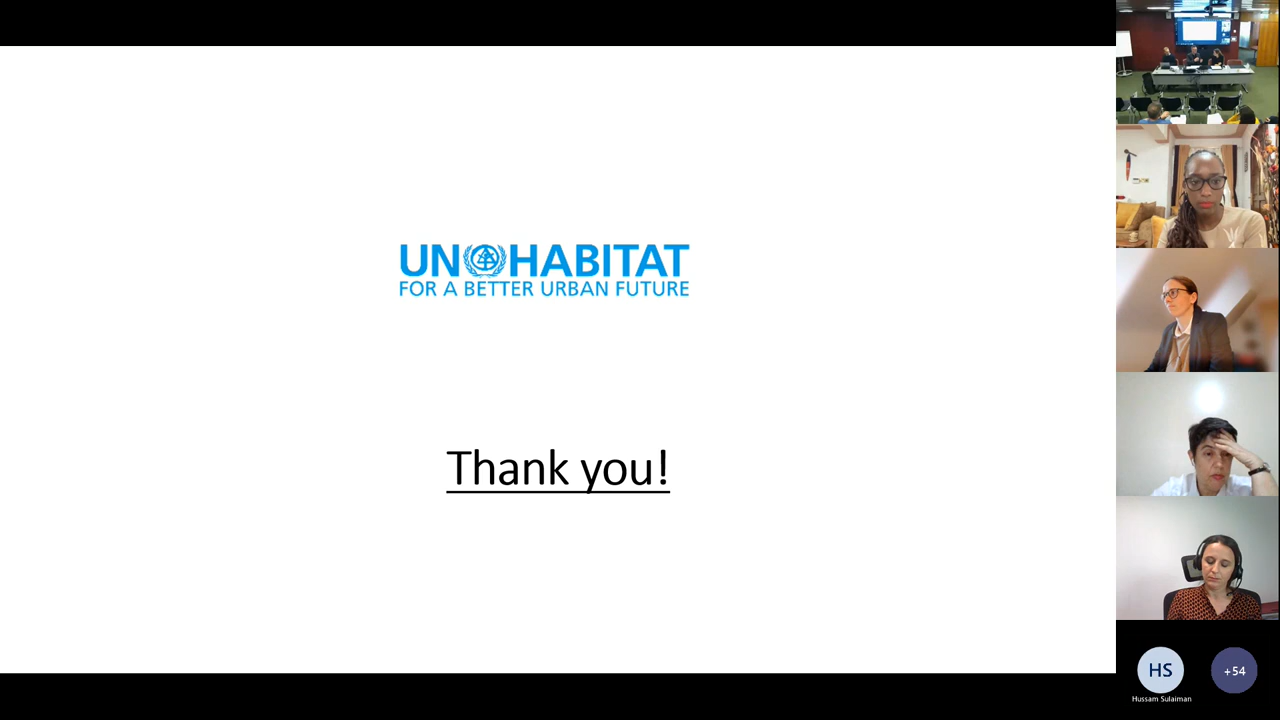 UN HABITAT
FOR A BETTER URBAN FUTURE
Thank you!
HS
Hussam Sulaiman
+54